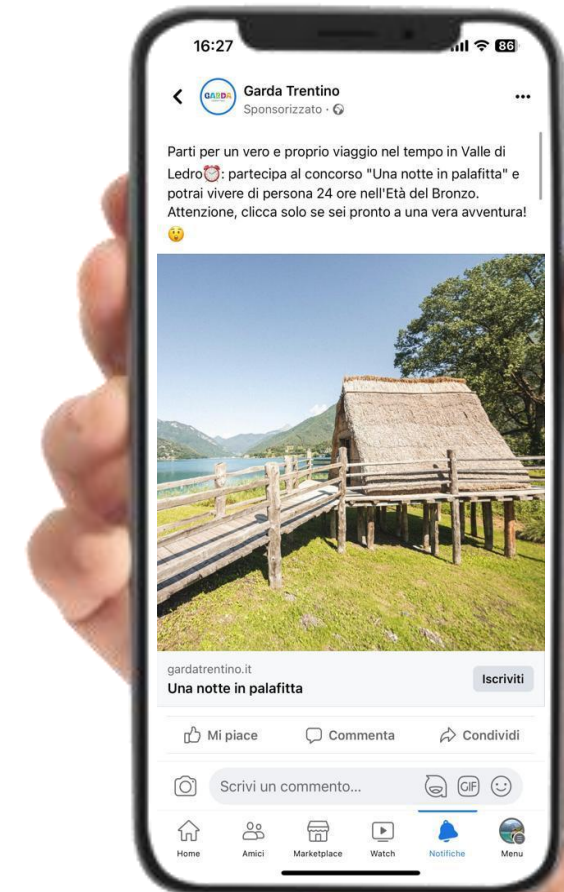 16:27
86
GARDA
Garda Trentino
Sponsorizzato ·
Parti per un vero e proprio viaggio nel tempo in Valle di
Ledro⏰: partecipa al concorso "Una notte in palafitta" e
potrai vivere di persona 24 ore nell'Età del Bronzo.
Attenzione, clicca solo se sei pronto a una vera avventura!
😲
gardatrentino.it
Una notte in palafitta
Iscriviti
Mi piace
Commenta
Condividi
Scrivi un commento...
GIF
Home
Amici
Marketplace
Watch
Notifiche
Menu